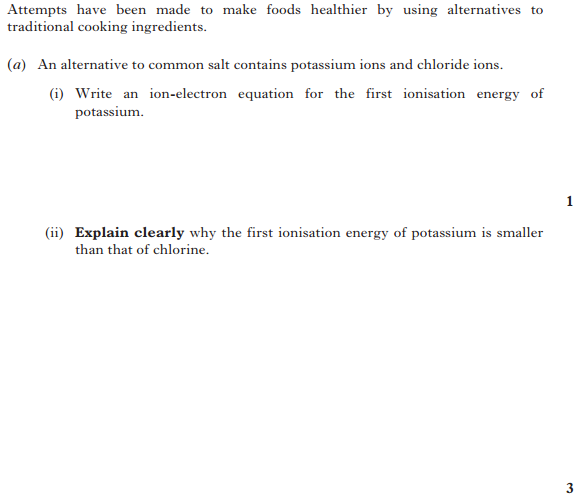 Attempts have been made to make foods healthier by using alternatives to
traditional cooking ingredients.
(a) An alternative to common salt contains potassium ions and chloride ions.
(i) Write an ion-electron equation for the first ionisation energy of
potassium.
1
(ii) Explain clearly why the first ionisation energy of potassium is smaller
than that of chlorine.
3